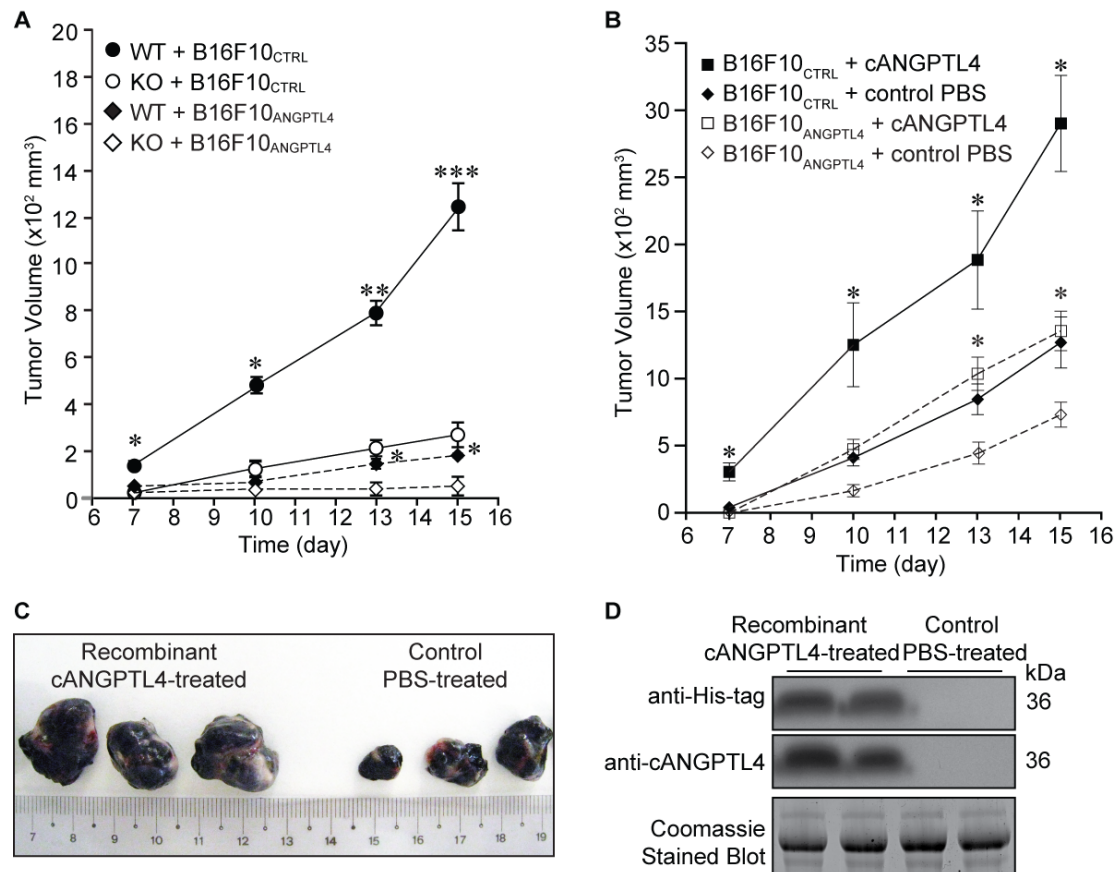 A
Tumor Volume (x10² mm³)
20
18
16
14
12
10
8
6
4
2
0
WT + B16F10CTRL
KO + B16F10CTRL
WT + B16F10ANGPTL4
KO + B16F10ANGPTL4
*
*
**
***
*
*
6 7 8 9 10 11 12 13 14 15 16
Time (day)
B
Tumor Volume (x10² mm³)
35
30
25
20
15
10
5
0
B16F10CTRL + cANGPTL4
B16F10CTRL + control PBS
B16F10ANGPTL4 + cANGPTL4
B16F10ANGPTL4 + control PBS
*
*
*
*
*
*
6 7 8 9 10 11 12 13 14 15 16
Time (day)
C
Recombinant
cANGPTL4-treated
Control
PBS-treated
7 8 9 10 11 12 13 14 15 16 17 18 19
D
Recombinant
cANGPTL4-treated
Control
PBS-treated
kDa
anti-His-tag
36
anti-cANGPTL4
36
Coomassie
Stained Blot